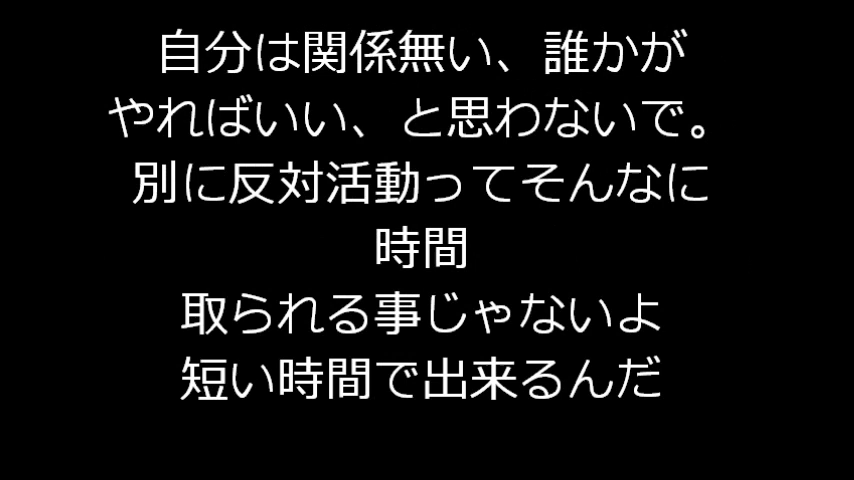 自分は関係無い、誰かが
やればいい、と思わないで。
別に反対活動ってそんなに
時間
取られる事じゃないよ
短い時間で出来るんだ